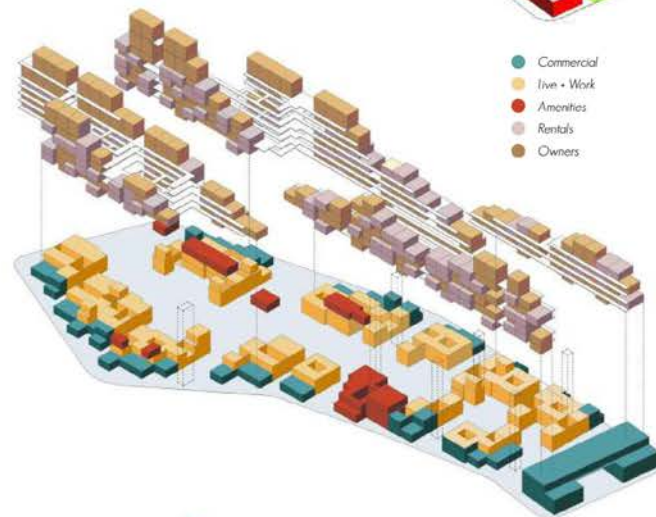 Commercial
Live + Work
Amenities
Rentals
Owners